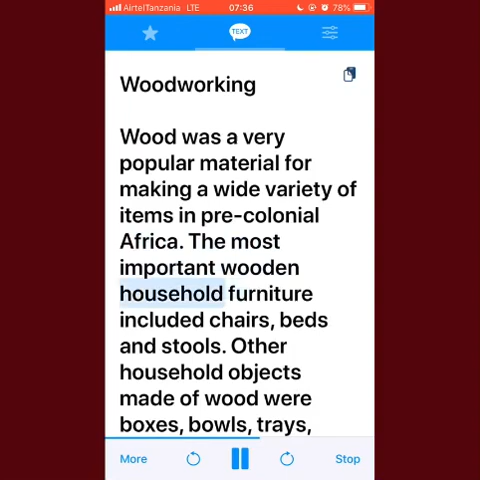 AirtelTanzania LTE 07:36 78%
TEXT
Woodworking
Wood was a very
popular material for
making a wide variety of
items in pre-colonial
Africa. The most
important wooden
household furniture
included chairs, beds
and stools. Other
household objects
made of wood were
boxes, bowls, trays,
More Stop